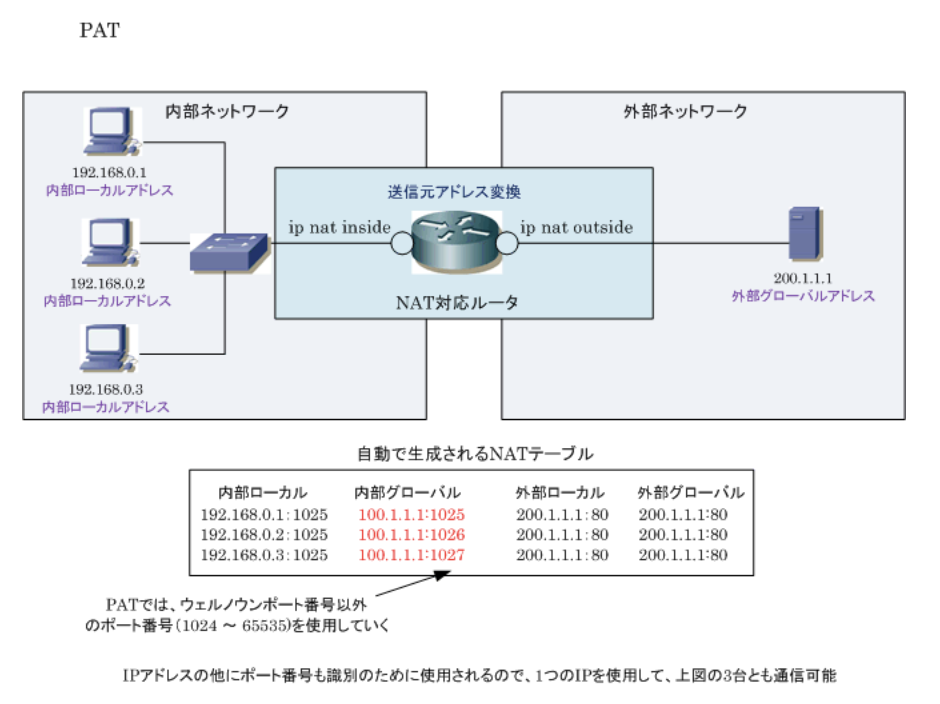 PAT
内部ネットワーク
外部ネットワーク
192.168.0.1
内部ローカルアドレス
送信元アドレス変換
ip nat inside
ip nat outside
192.168.0.2
内部ローカルアドレス
200.1.1.1
外部グローバルアドレス
NAT対応ルータ
192.168.0.3
内部ローカルアドレス
自動で生成されるNATテーブル
内部ローカル 内部グローバル 外部ローカル 外部グローバル
192.168.0.1:1025 100.1.1.1:1025 200.1.1.1:80 200.1.1.1:80
192.168.0.2:1025 100.1.1.1:1026 200.1.1.1:80 200.1.1.1:80
192.168.0.3:1025 100.1.1.1:1027 200.1.1.1:80 200.1.1.1:80
PATでは、ウェルノウンポート番号以外
のポート番号(1024 ~ 65535)を使用していく
IPアドレスの他にポート番号も識別のために使用されるので、1つのIPを使用して、上図の3台とも通信可能